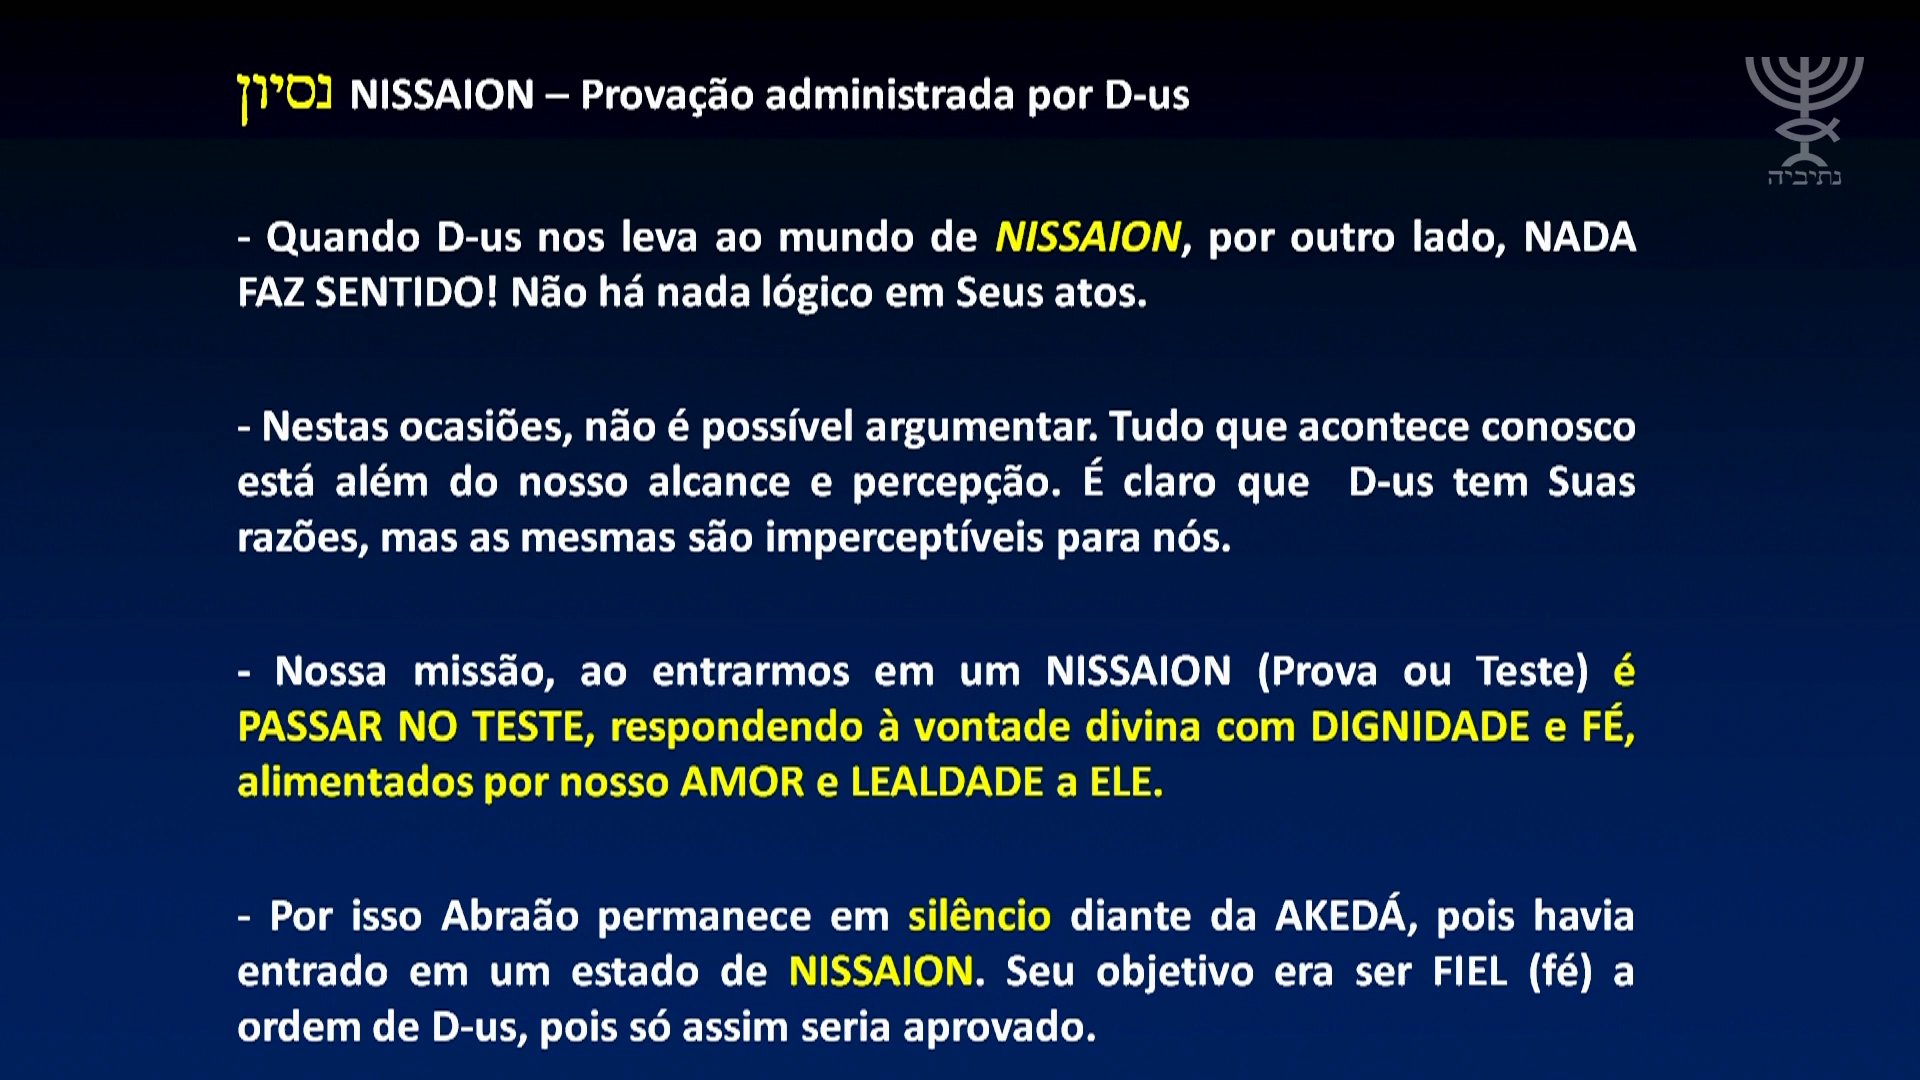 נסיון NISSAION – Provação administrada por D-us
נתיביה
- Quando D-us nos leva ao mundo de NISSAION, por outro lado, NADA
FAZ SENTIDO! Não há nada lógico em Seus atos.
- Nestas ocasiões, não é possível argumentar. Tudo que acontece conosco
está além do nosso alcance e percepção. É claro que D-us tem Suas
razões, mas as mesmas são imperceptíveis para nós.
- Nossa missão, ao entrarmos em um NISSAION (Prova ou Teste) é
PASSAR NO TESTE, respondendo à vontade divina com DIGNIDADE e FÉ,
alimentados por nosso AMOR e LEALDADE a ELE.
- Por isso Abraão permanece em silêncio diante da AKEDÁ, pois havia
entrado em um estado de NISSAION. Seu objetivo era ser FIEL (fé) a
ordem de D-us, pois só assim seria aprovado.